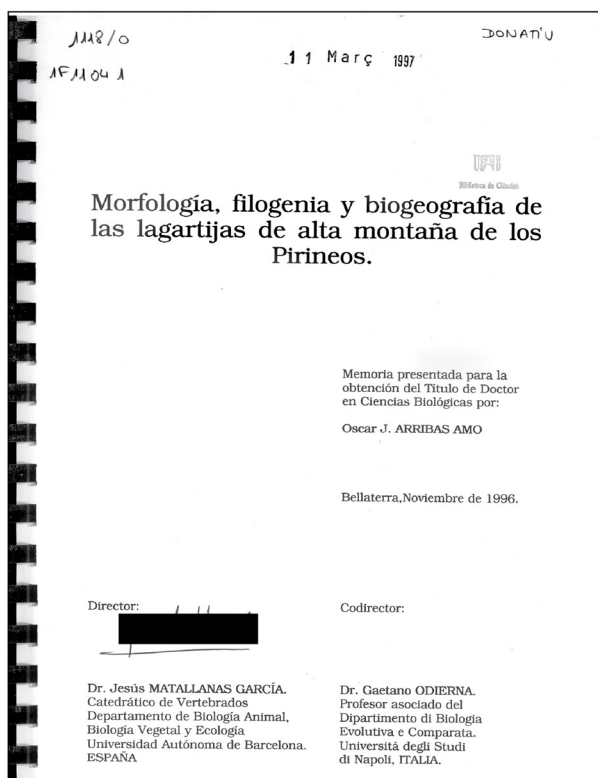 1118/0
DONATIU
11 Març 1997
1F11041
UAB
Biblioteca de Ciències
Morfología, filogenia y biogeografía de
las lagartijas de alta montaña de los
Pirineos.
Memoria presentada para la
obtención del Título de Doctor
en Ciencias Biológicas por:
Oscar J. ARRIBAS AMO
Bellaterra,Noviembre de 1996.
Director:
Codirector:
Dr. Jesús MATALLANAS GARCÍA.
Catedrático de Vertebrados
Departamento de Biología Animal,
Biología Vegetal y Ecología
Universidad Autónoma de Barcelona.
ESPAÑA
Dr. Gaetano ODIERNA.
Profesor asociado del
Dipartimento di Biologia
Evolutiva e Comparata.
Università degli Studi
di Napoli, ITALIA.